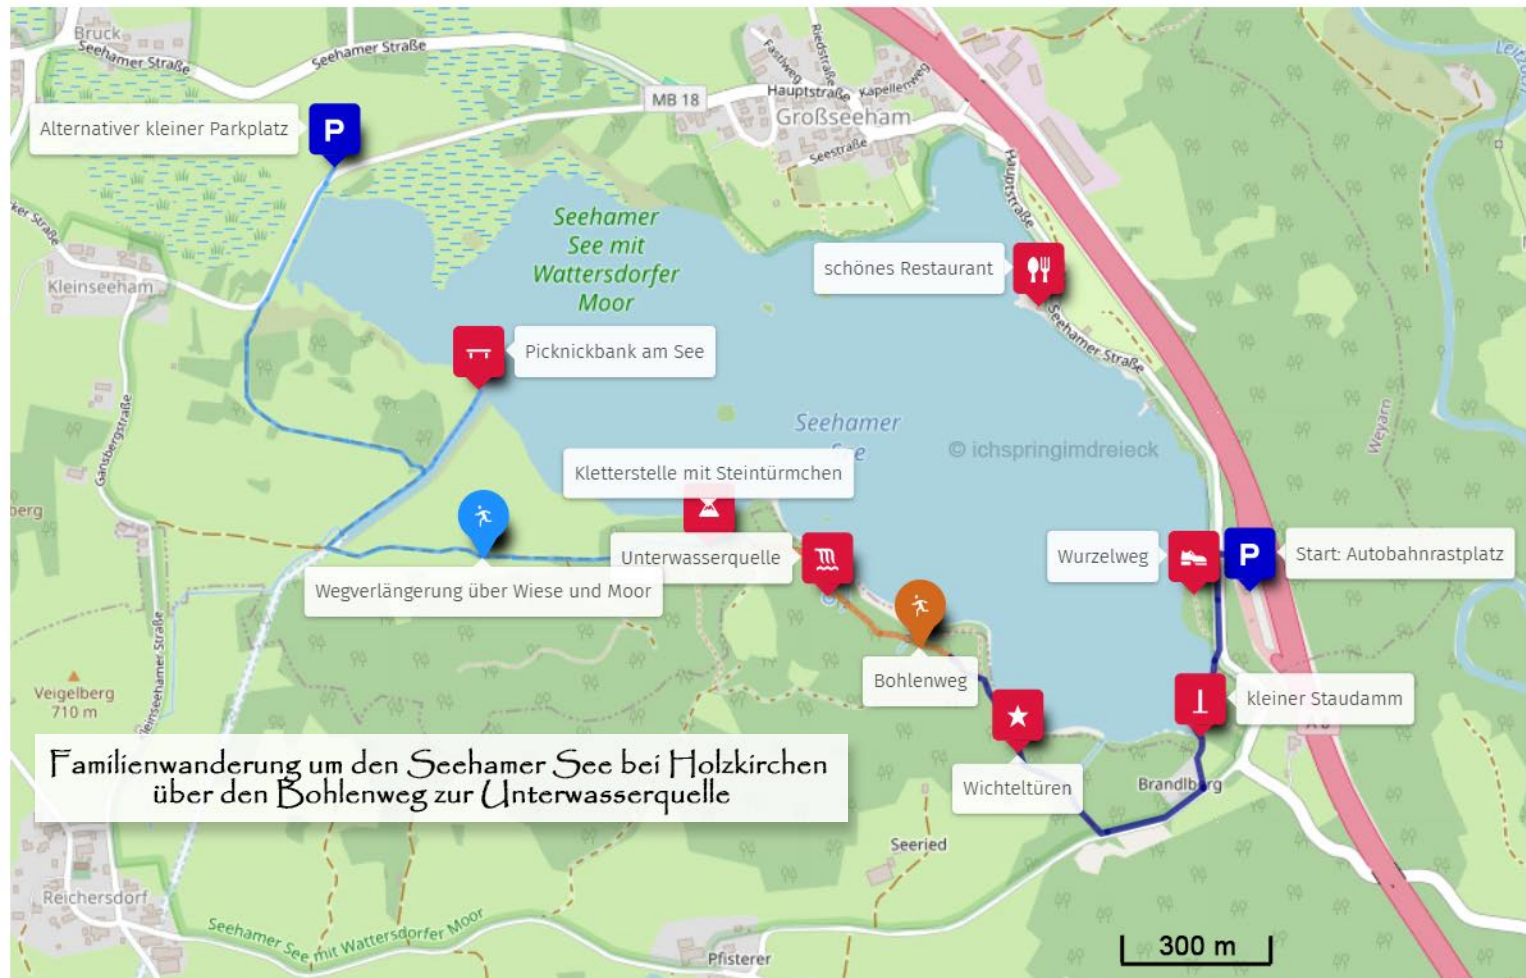 Bruck
Seehamer Straße
Seehamer Straße
Alternativer kleiner Parkplatz
P
MB 18
Fastlweg
Riedstraße
Hauptstraße
Kapellenweg
Großseeham
Seestraße
Hauptstraße
Kleinseeham
Seehamer
See mit
Wattersdorfer
Moor
schönes Restaurant
Seehamer Straße
Picknickbank am See
Gansbergstraße
Seehamer
© ichspringimdreieck
Weyarn
Kletterstelle mit Steintürmchen
berg
Unterwasserquelle
Wurzelweg
P
Start: Autobahnrastplatz
Wegverlängerung über Wiese und Moor
Bohlenweg
kleiner Staudamm
Veigelberg
710 m
Kleinseehamer Straße
Familienwanderung um den Seehamer See bei Holzkirchen
über den Bohlenweg zur Unterwasserquelle
Wichteltüren
Brandlberg
Seeried
Reichersdorf
Seehamer See mit Wattersdorfer Moor
Pfisterer
300 m